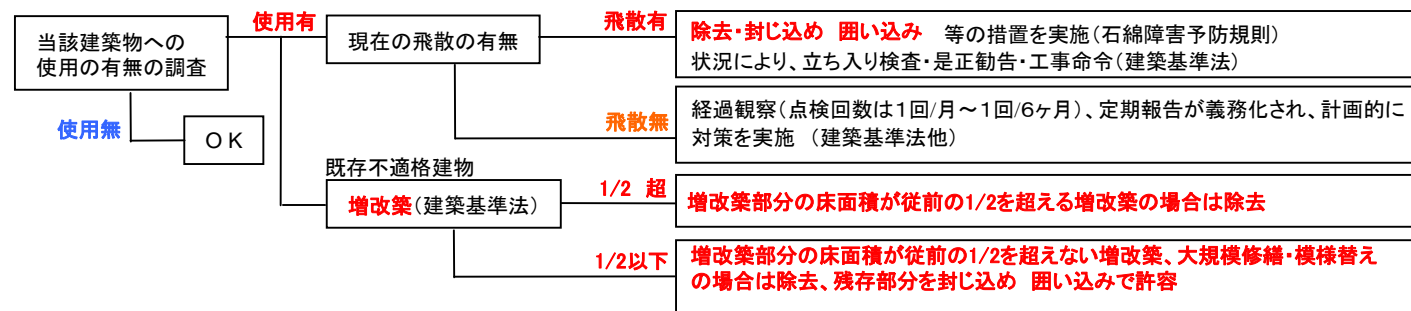 当該建築物への
使用の有無の調査
使用有
使用無
OK
現在の飛散の有無
飛散有
除去・封じ込め 囲い込み 等の措置を実施(石綿障害予防規則)
状況により、立ち入り検査・是正勧告・工事命令(建築基準法)
飛散無
経過観察(点検回数は1回/月～1回/6ヶ月)、定期報告が義務化され、計画的に
対策を実施 (建築基準法他)
既存不適格建物
増改築(建築基準法)
1/2 超
増改築部分の床面積が従前の1/2を超える増改築の場合は除去
1/2以下
増改築部分の床面積が従前の1/2を超えない増改築、大規模修繕・模様替え
の場合は除去、残存部分を封じ込め 囲い込みで許容